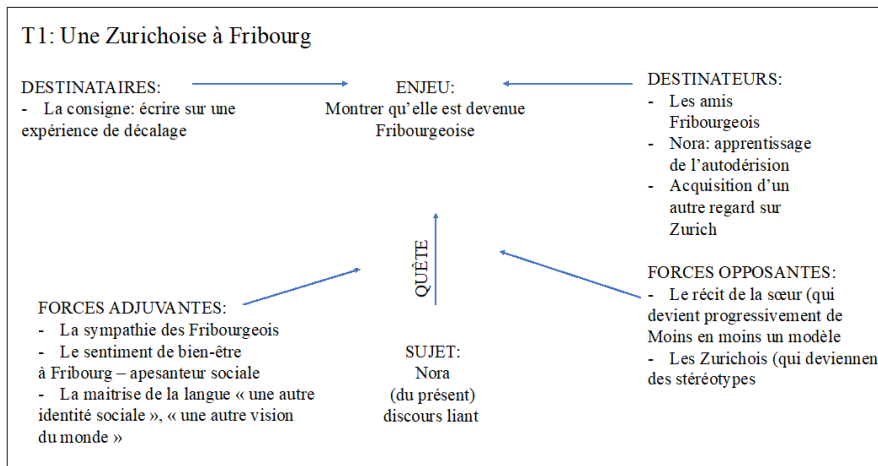 T1: Une Zurichoise à Fribourg
DESTINATAIRES:
- La consigne: écrire sur une
expérience de décalage
ENJEU:
Montrer qu'elle est devenue
Fribourgeoise
DESTINATEURS:
- Les amis
Fribourgeois
- Nora: apprentissage
de l'autodérision
- Acquisition d'un
autre regard sur
Zurich
QUÊTE
FORCES ADJUVANTES:
- La sympathie des Fribourgeois
- Le sentiment de bien-être
à Fribourg – apesanteur sociale
- La maitrise de la langue « une autre
identité sociale », « une autre vision
du monde »
SUJET:
Nora
(du présent)
discours liant
FORCES OPPOSANTES:
- Le récit de la sœur (qui
devient progressivement de
Moins en moins un modèle
- Les Zurichois (qui deviennen
des stéréotypes